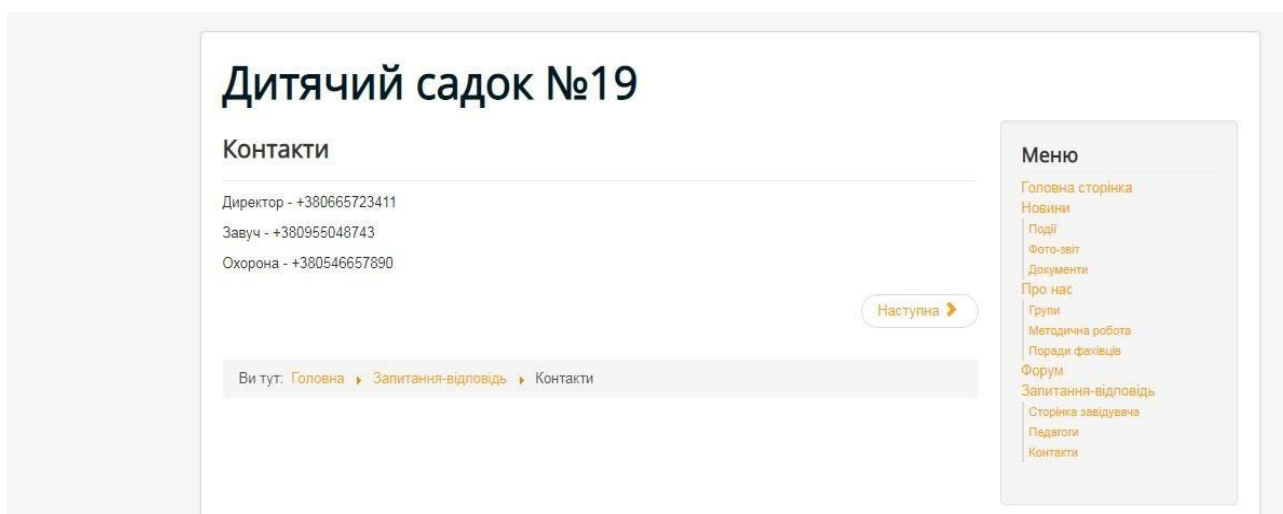 Дитячий садок №19
Контакти
Директор - +380665723411
Завуч - +380955048743
Охорона - +380546657890
Наступна
Ви тут: Головна Запитання-відповідь Контакти
Меню
Головна сторінка
Новини
Події
Фото-звіт
Документи
Про нас
Групи
Методична робота
Поради фахівців
Форум
Запитання-відповідь
Сторінка завідувача
Педагоги
Контакти